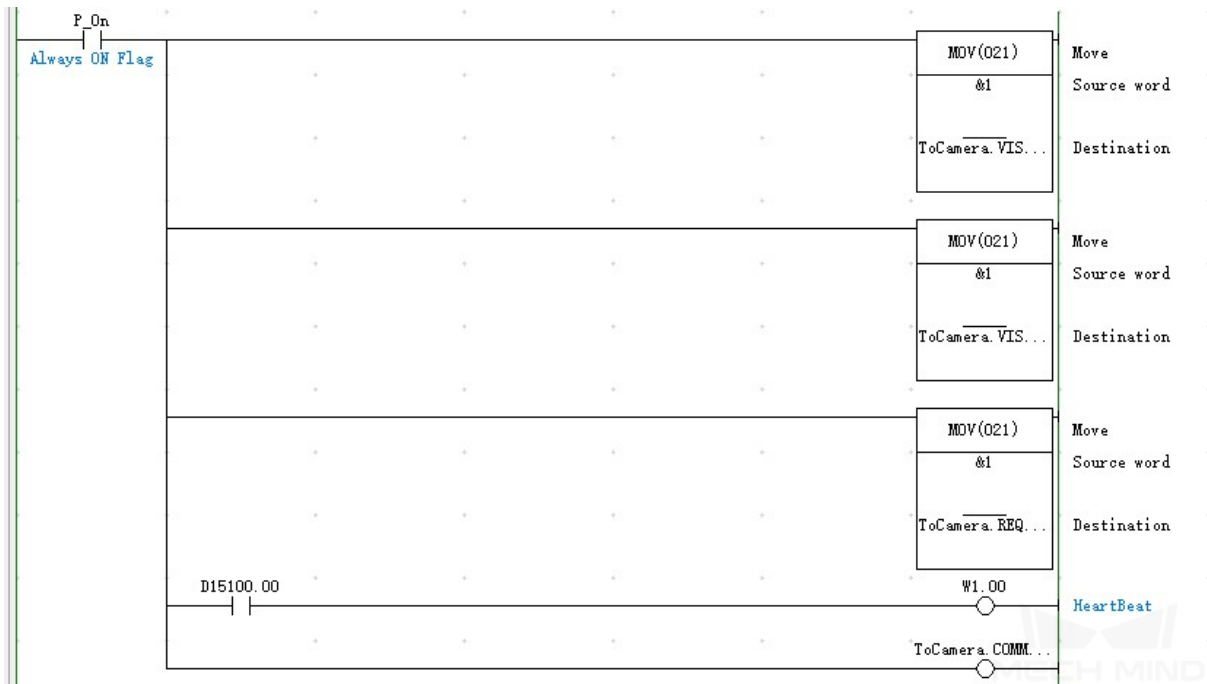 P_On
Always ON Flag
MOV(021) Move
&1 Source word
ToCamera.VIS... Destination
MOV(021) Move
&1 Source word
ToCamera.VIS... Destination
MOV(021) Move
&1 Source word
ToCamera.REQ... Destination
D15100.00 W1.00
HeartBeat
ToCamera.COMM...
MECH MIND